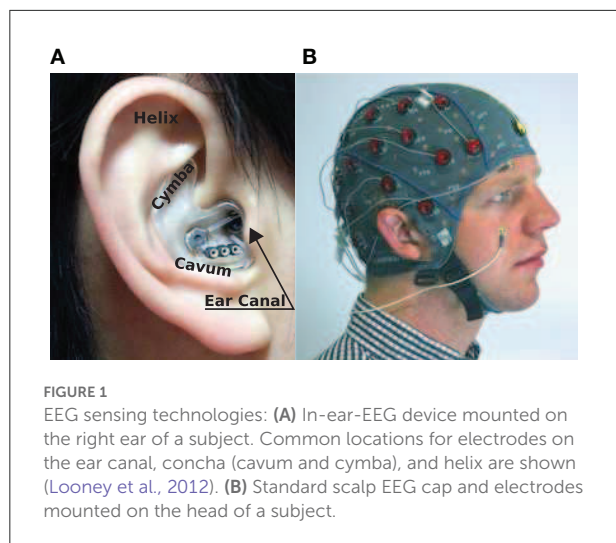 A
B
Helix
Cymba
Cavum
Ear Canal
FIGURE 1
EEG sensing technologies: (A) In-ear-EEG device mounted on
the right ear of a subject. Common locations for electrodes on
the ear canal, concha (cavum and cymba), and helix are shown
(Looney et al., 2012). (B) Standard scalp EEG cap and electrodes
mounted on the head of a subject.